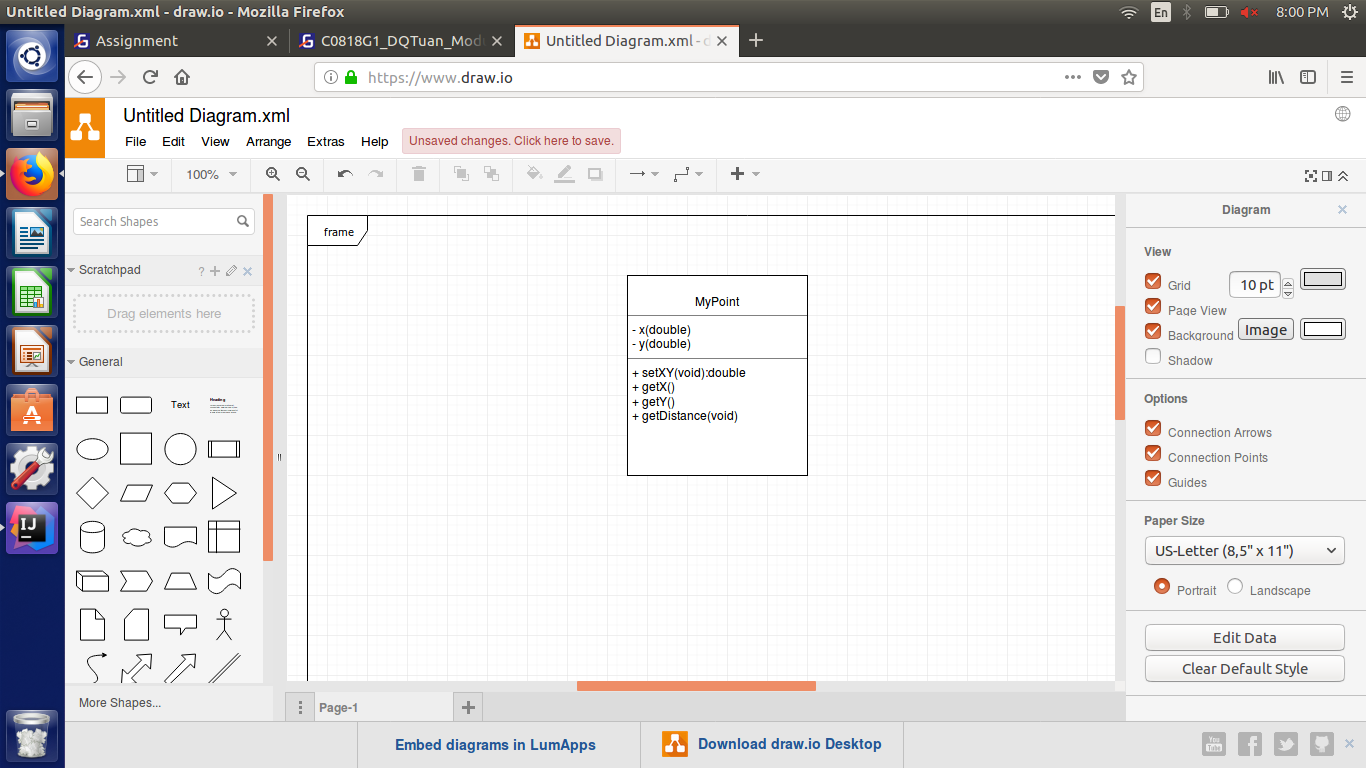 Untitled Diagram.xml - draw.io - Mozilla Firefox
En
8:00 PM
Assignment
C0818G1_DQTuan_Mod
Untitled Diagram.xml - d
https://www.draw.io
Untitled Diagram.xml
File Edit View Arrange Extras Help
Unsaved changes. Click here to save.
100%
Search Shapes
Scratchpad
?
Drag elements here
General
Text
Heading
More Shapes...
frame
MyPoint
- x(double)
- y(double)
+ setXY(void):double
+ getX()
+ getY()
+ getDistance(void)
Page-1
Diagram
View
Grid
10 pt
Page View
Background
Image
Shadow
Options
Connection Arrows
Connection Points
Guides
Paper Size
US-Letter (8,5" x 11")
Portrait
Landscape
Edit Data
Clear Default Style
Embed diagrams in LumApps
Download draw.io Desktop
You
Tube
IJ